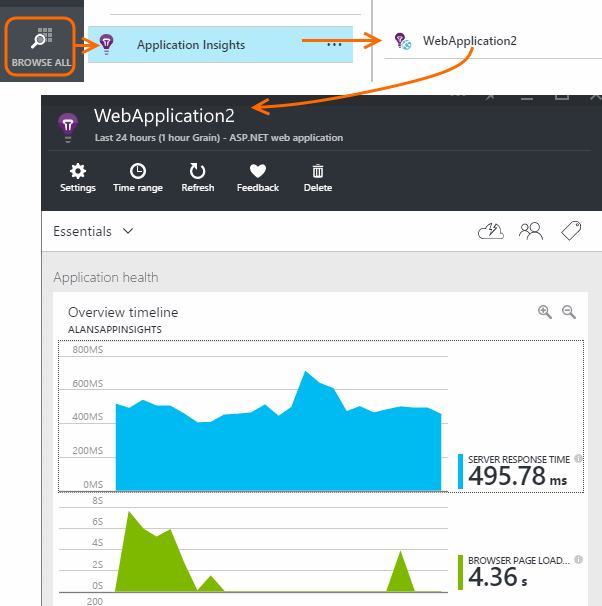 BROWSE ALL
Application Insights ...
WebApplication2
WebApplication2
Last 24 hours (1 hour Grain) - ASP.NET web application
Settings Time range Refresh Feedback Delete
Essentials
Application health
Overview timeline
ALANSAPPINSIGHTS
800MS
600MS
400MS
200MS
0MS
SERVER RESPONSE TIME
495.78 ms
8S
6S
4S
2S
0S
BROWSER PAGE LOAD...
4.36 s
200